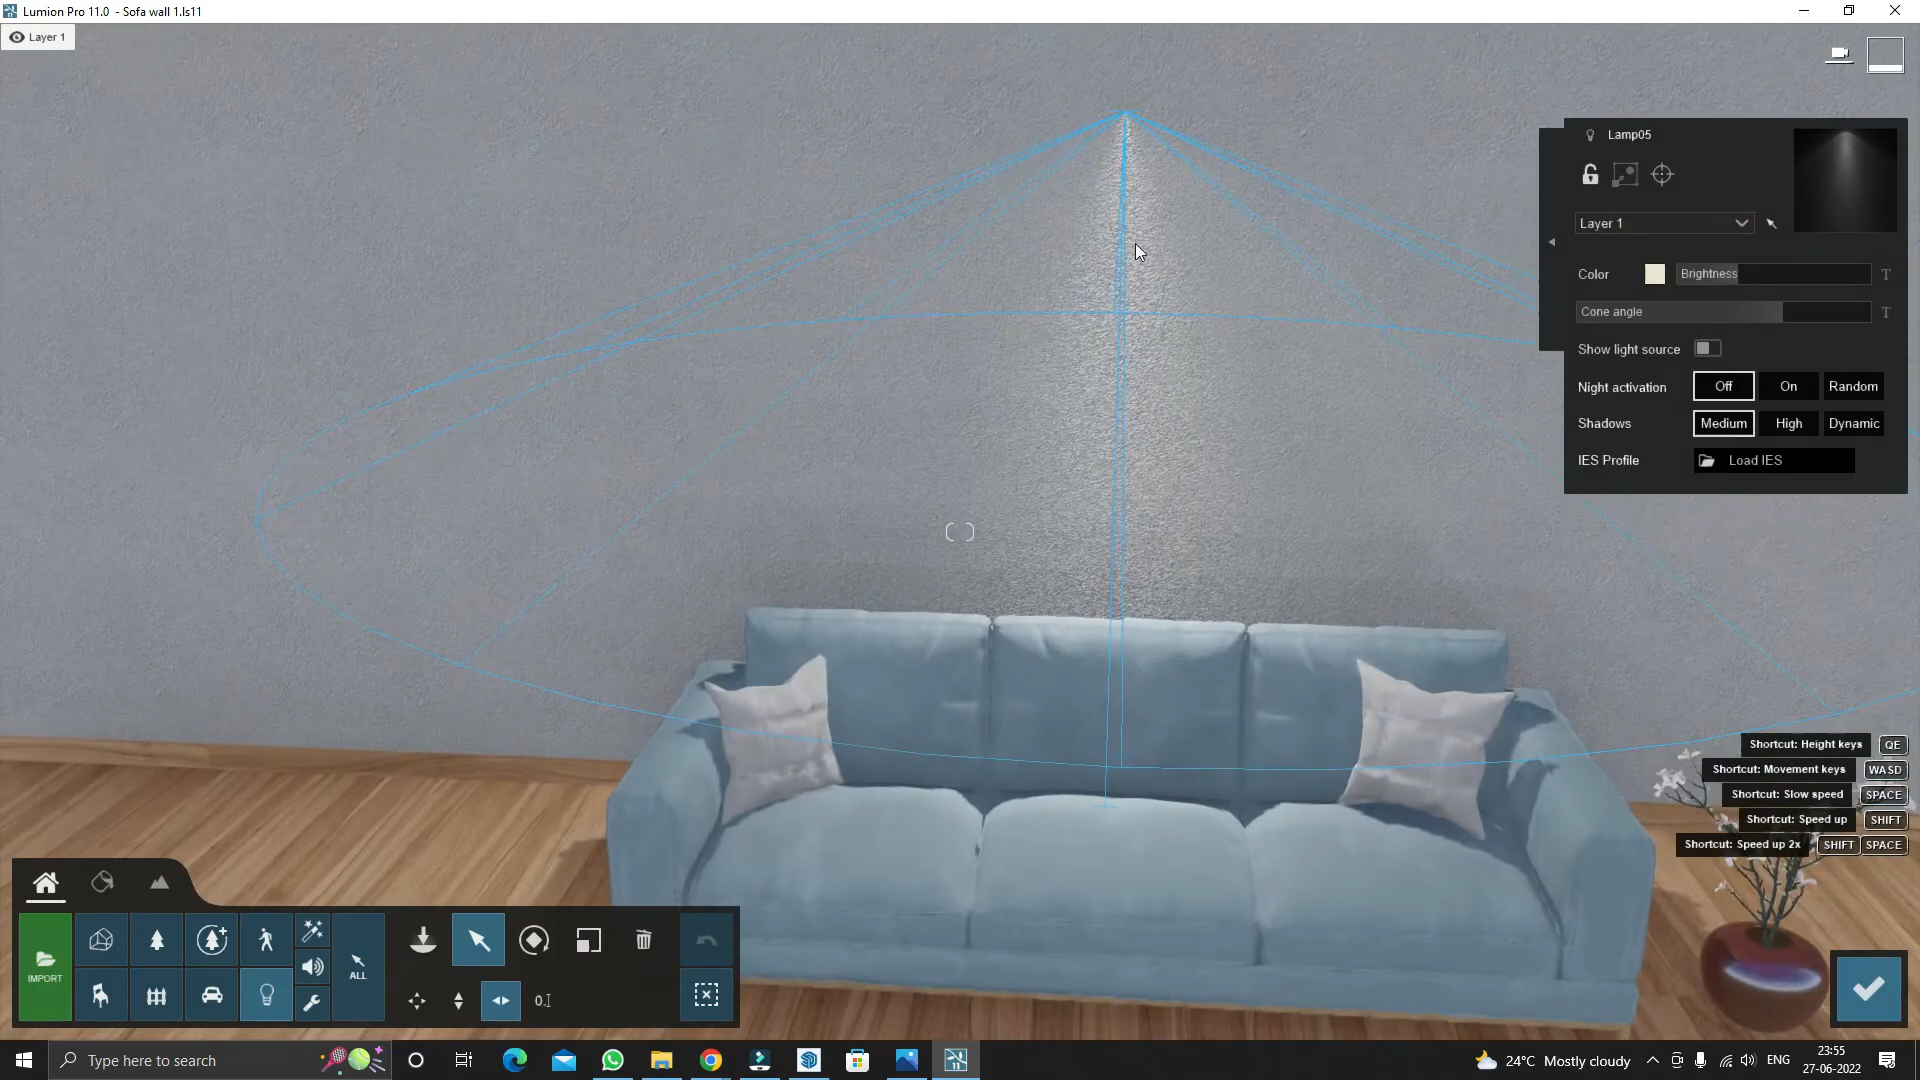 Lumion Pro 11.0 - Sofa wall 1.ls11
Layer 1
Lamp05
Layer 1
Color
Brightness
T
Cone angle
T
Show light source
Night activation
Off
On
Random
Shadows
Medium
High
Dynamic
IES Profile
Load IES
Shortcut: Height keys QE
Shortcut: Movement keys WASD
Shortcut: Slow speed SPACE
Shortcut: Speed up SHIFT
Shortcut: Speed up 2x SHIFT SPACE
IMPORT
ALL
Type here to search
11
24°C Mostly cloudy
ENG
23:55
27-06-2022